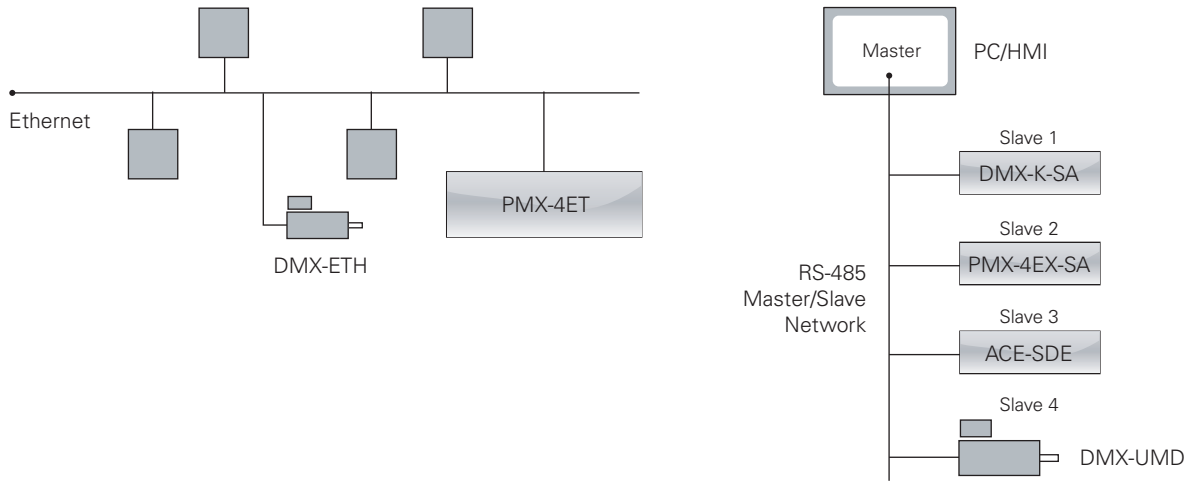 Ethernet
PMX-4ET
DMX-ETH
Master
PC/HMI
Slave 1
DMX-K-SA
Slave 2
PMX-4EX-SA
RS-485
Master/Slave
Network
Slave 3
ACE-SDE
Slave 4
DMX-UMD